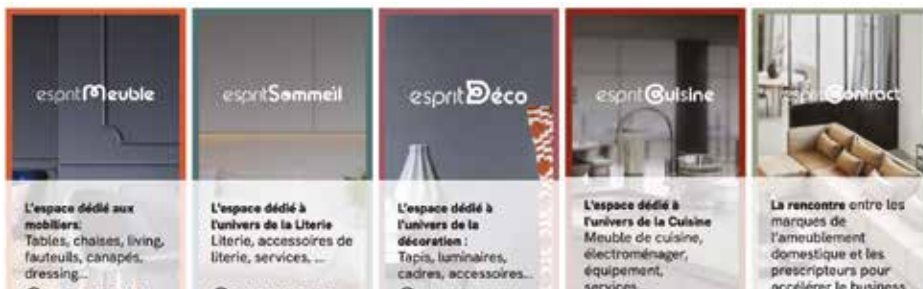 espritMeuble
L'espace dédié aux
mobiliers:
Tables, chaises, living,
fauteuils, canapés,
dressing...
espritSommeil
L'espace dédié à
l'univers de la Literie
Literie, accessoires de
literie, services, ...
espritDéco
L'espace dédié à
l'univers de la
décoration :
Tapis, luminaires,
cadres, accessoires...
espritCuisine
L'espace dédié à
l'univers de la Cuisine
Meuble de cuisine,
électroménager,
équipement,
services
espritContract
La rencontre entre les
marques de
l'ameublement
domestique et les
prescripteurs pour
accélérer le business